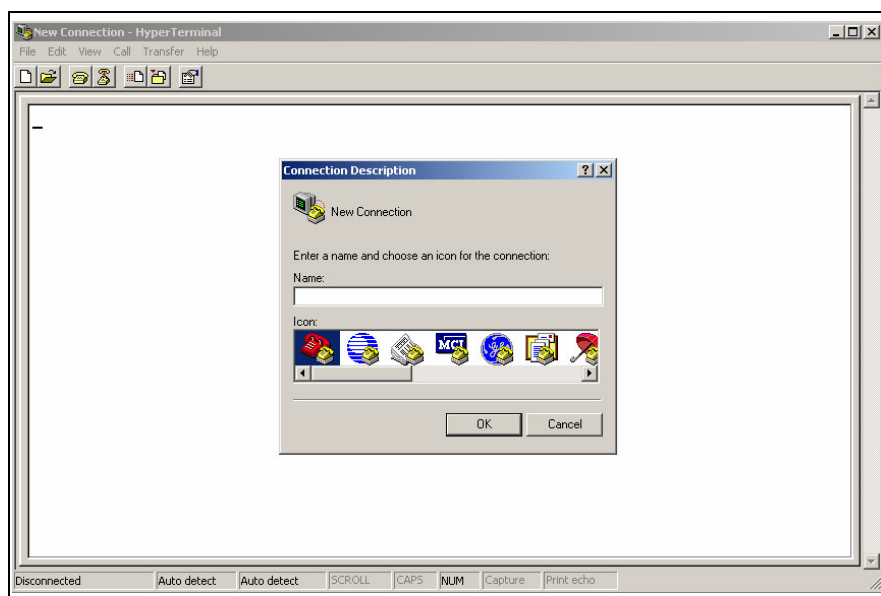 New Connection - HyperTerminal
File Edit View Call Transfer Help
Connection Description
New Connection
Enter a name and choose an icon for the connection:
Name:
Icon:
MCI
OK Cancel
Disconnected Auto detect Auto detect SCROLL CAPS NUM Capture Print echo